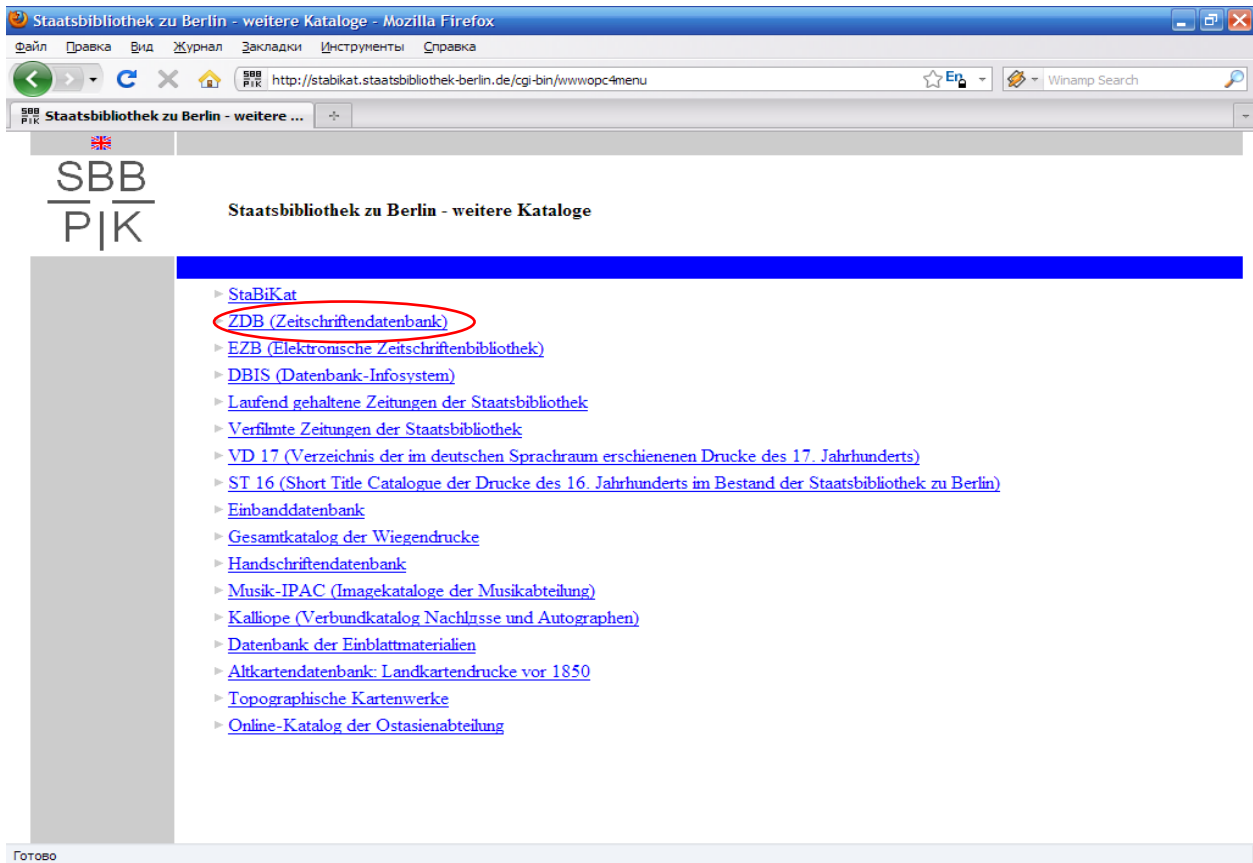 Staatsbibliothek zu Berlin - weitere Kataloge - Mozilla Firefox
Файл Правка Вид Журнал Закладки Инструменты Справка
SBB PIK http://stabikat.staatsbibliothek-berlin.de/cgi-bin/wwwopc4menu En Winamp Search
SBB PIK Staatsbibliothek zu Berlin - weitere ...
SBB
P|K
Staatsbibliothek zu Berlin - weitere Kataloge
StaBiKat
ZDB (Zeitschriftendatenbank)
EZB (Elektronische Zeitschriftenbibliothek)
DBIS (Datenbank-Infosystem)
Laufend gehaltene Zeitungen der Staatsbibliothek
Verfilmte Zeitungen der Staatsbibliothek
VD 17 (Verzeichnis der im deutschen Sprachraum erschienenen Drucke des 17. Jahrhunderts)
ST 16 (Short Title Catalogue der Drucke des 16. Jahrhunderts im Bestand der Staatsbibliothek zu Berlin)
Einbanddatenbank
Gesamtkatalog der Wiegendrucke
Handschriftendatenbank
Musik-IPAC (Imagekataloge der Musikabteilung)
Kalliope (Verbundkatalog Nachlдsse und Autographen)
Datenbank der Einblattmaterialien
Altkartendatenbank: Landkartendrucke vor 1850
Topographische Kartenwerke
Online-Katalog der Ostasienabteilung
Готово